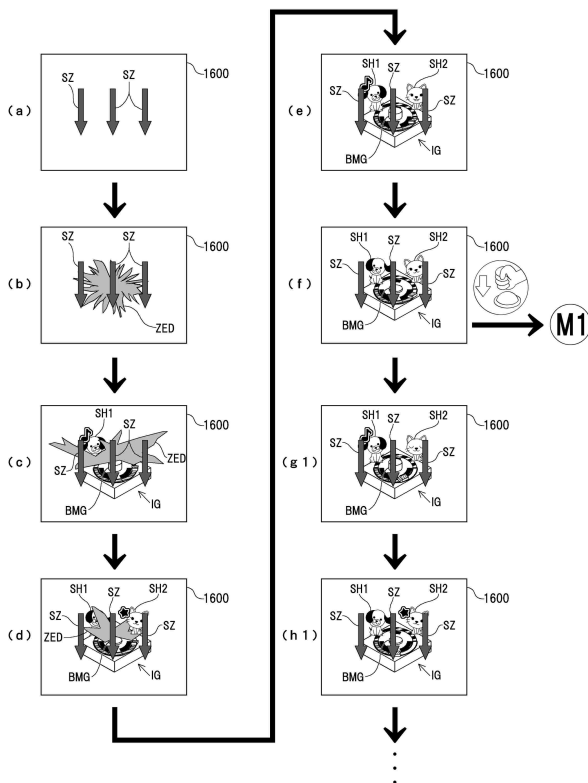 (a)
SZ
SZ
1600
(b)
SZ
SZ
1600
ZED
(c)
SH1
SZ
1600
ZED
SZ
BMG
IG
(d)
SH1
SZ
SH2
1600
SZ
SZ
ZED
BMG
IG
(e)
SH1
SZ
SH2
1600
SZ
SZ
BMG
IG
(f)
SH1
SZ
SH2
1600
SZ
SZ
BMG
IG
M1
(g1)
SH1
SZ
SH2
1600
SZ
SZ
BMG
IG
(h1)
SH1
SZ
SH2
1600
SZ
SZ
BMG
IG